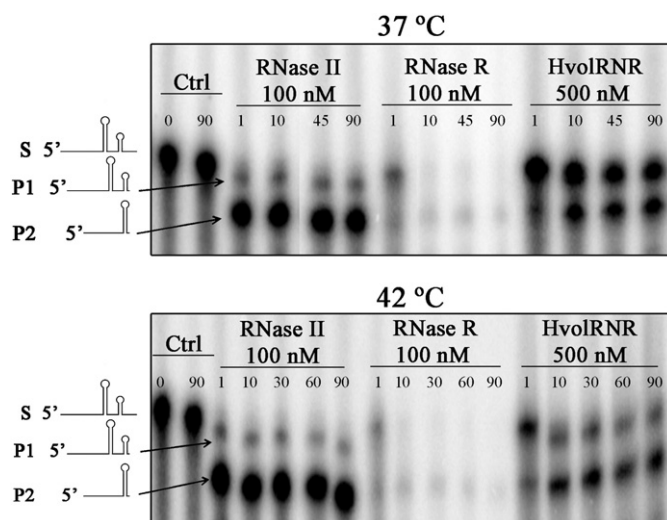 37 ºC
Ctrl RNase II RNase R HvolRNR
100 nM 100 nM 500 nM
0 90 1 10 45 90 1 10 45 90 1 10 45 90
S 5’
P1 5’
P2 5’
42 ºC
Ctrl RNase II RNase R HvolRNR
100 nM 100 nM 500 nM
0 90 1 10 30 60 90 1 10 30 60 90 1 10 30 60 90
S 5’
P1 5’
P2 5’